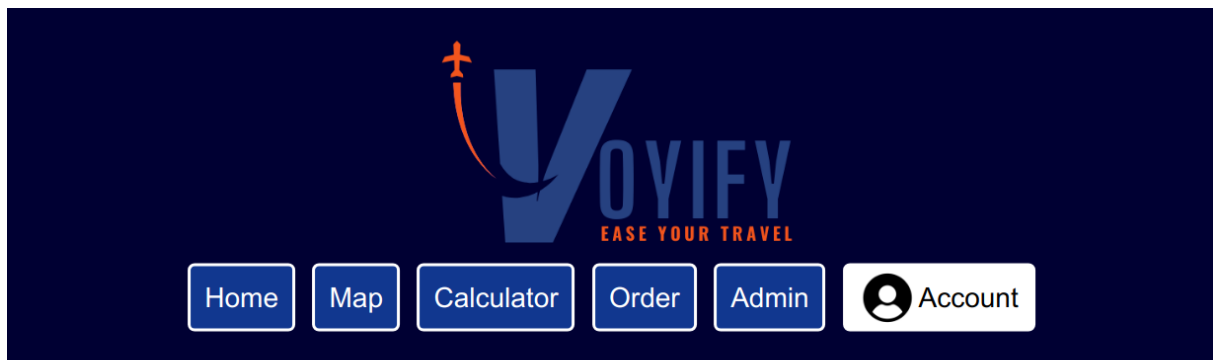 VOYIFY
EASE YOUR TRAVEL
Home Map Calculator Order Admin Account